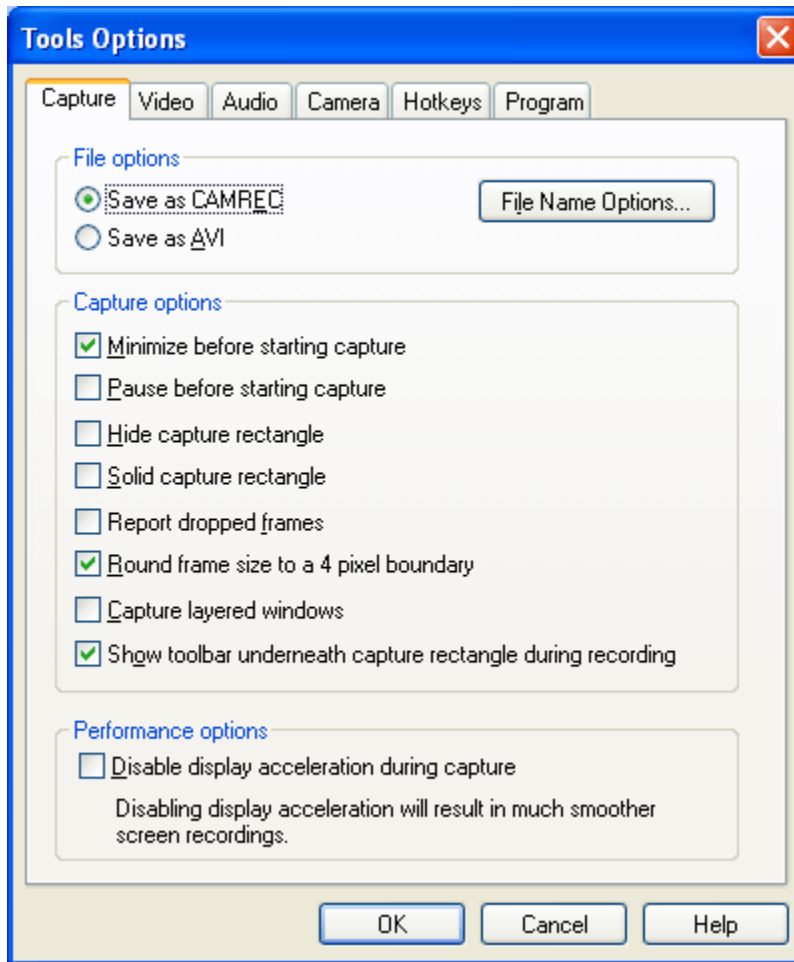 Tools Options
Capture Video Audio Camera Hotkeys Program
File options
Save as CAMREC
File Name Options...
Save as AVI
Capture options
Minimize before starting capture
Pause before starting capture
Hide capture rectangle
Solid capture rectangle
Report dropped frames
Round frame size to a 4 pixel boundary
Capture layered windows
Show toolbar underneath capture rectangle during recording
Performance options
Disable display acceleration during capture
Disabling display acceleration will result in much smoother
screen recordings.
OK Cancel Help